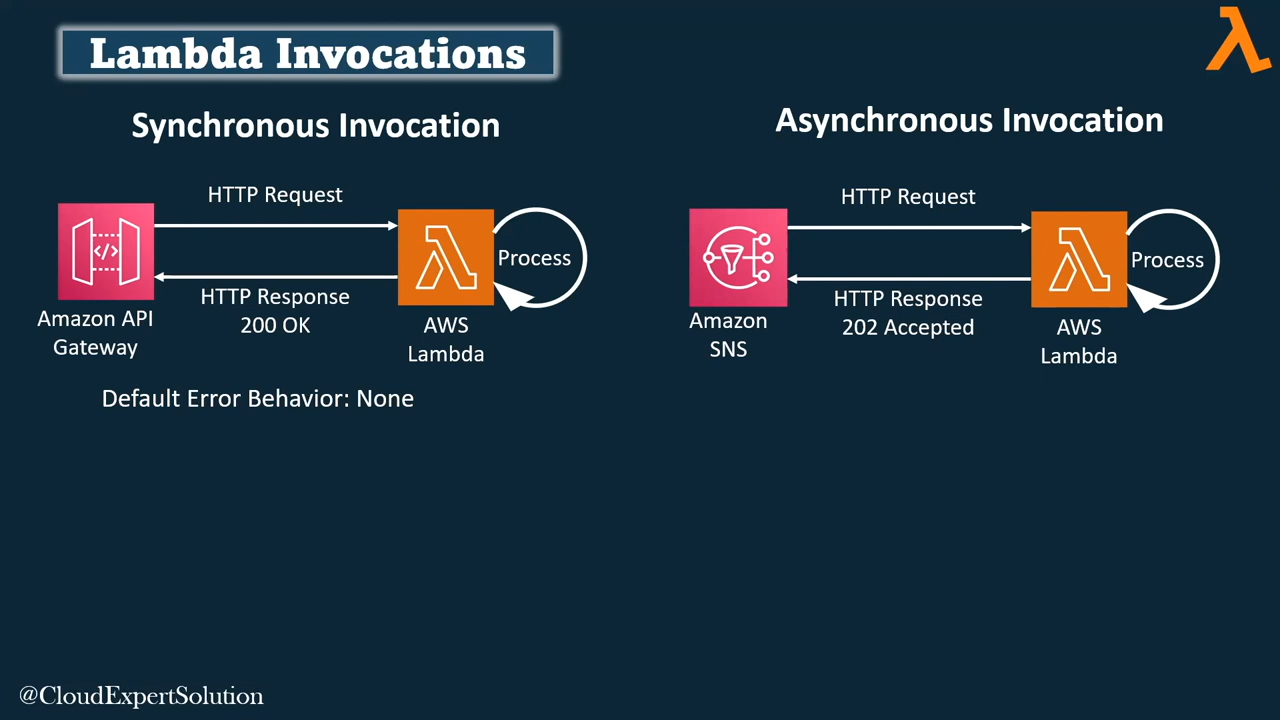 Lambda Invocations
Synchronous Invocation
HTTP Request
Process
HTTP Response
200 OK
Amazon API
Gateway
AWS
Lambda
Default Error Behavior: None
Asynchronous Invocation
HTTP Request
Process
HTTP Response
202 Accepted
Amazon
SNS
AWS
Lambda
@CloudExpertSolution